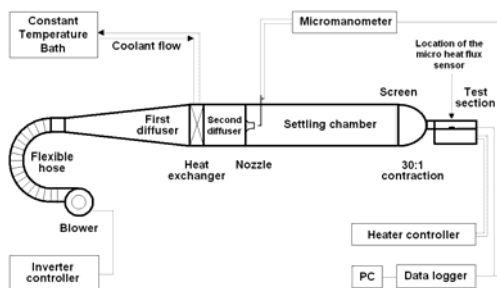 Constant
Temperature
Bath
Coolant flow
Micromanometer
Location of the
micro heat flux
sensor
Screen
Test
section
First
diffuser
Second
diffuser
Settling chamber
Flexible
hose
Heat
exchanger
Nozzle
30:1
contraction
Blower
Heater controller
Inverter
controller
PC
Data logger